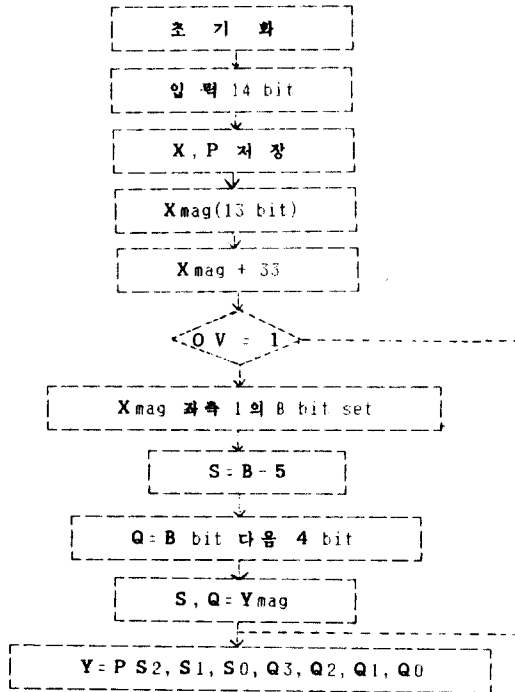 초 기 화
입 력 14 bit
X , P 저 장
Xmag(13 bit)
Xmag + 33
O V = 1
Xmag 좌측 1의 B bit set
S = B - 5
Q = B bit 다음 4 bit
S , Q = Ymag
Y = P S2, S1, S0, Q3, Q2, Q1, Q0